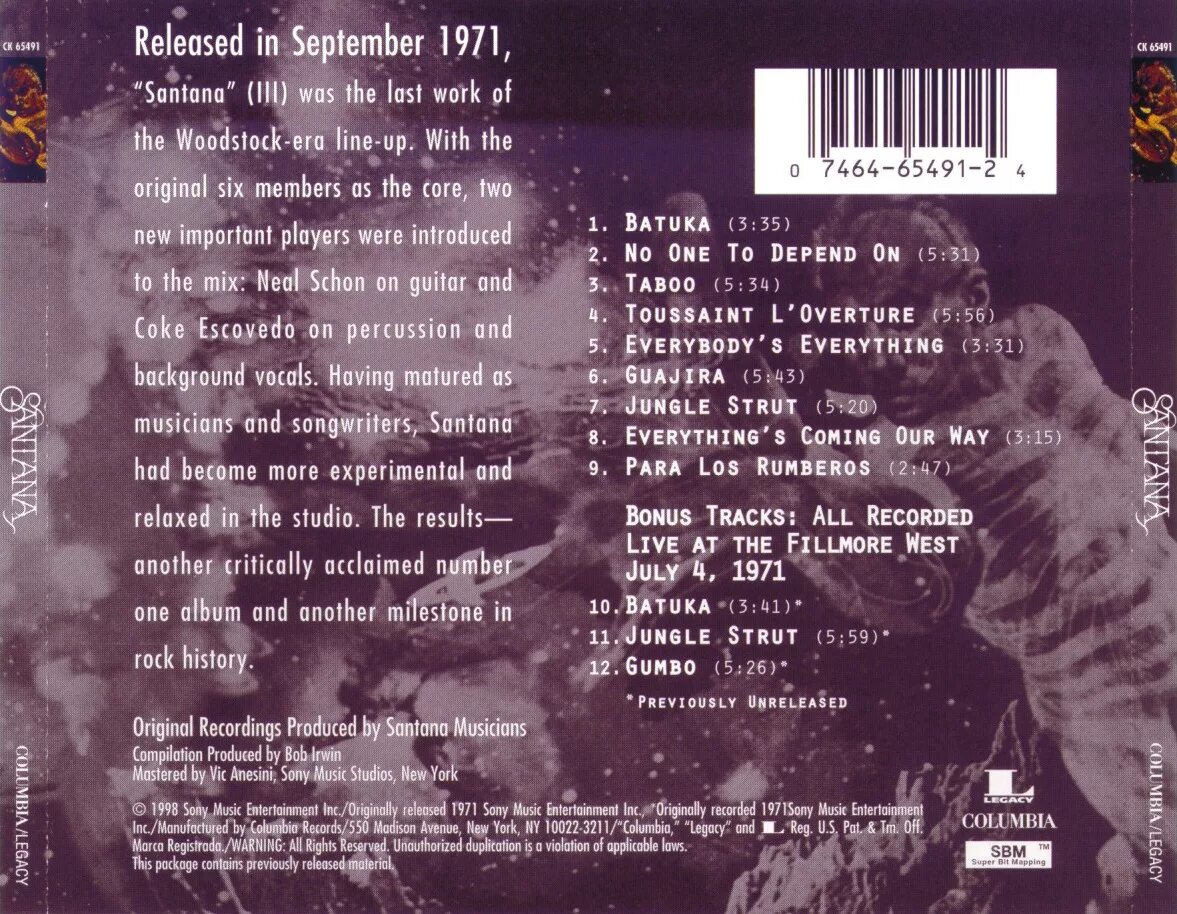 CK 65491
SANTANA
COLUMBIA/LEGACY
Released in September 1971,
“Santana” (III) was the last work of
the Woodstock-era line-up. With the
original six members as the core, two
new important players were introduced
to the mix: Neal Schon on guitar and
Coke Escovedo on percussion and
background vocals. Having matured as
musicians and songwriters, Santana
had become more experimental and
relaxed in the studio. The results—
another critically acclaimed number
one album and another milestone in
rock history.
Original Recordings Produced by Santana Musicians
Compilation Produced by Bob Irwin
Mastered by Vic Anesini, Sony Music Studios, New York
© 1998 Sony Music Entertainment Inc./Originally released 1971 Sony Music Entertainment Inc., *Originally recorded 1971Sony Music Entertainment
Inc./Manufactured by Columbia Records/550 Madison Avenue, New York, NY 10022-3211/“Columbia,” “Legacy” and L Reg. U.S. Pat. & Tm. Off.
Marca Registrada./WARNING: All Rights Reserved. Unauthorized duplication is a violation of applicable laws.
This package contains previously released material.
0 7464-65491-2 4
1. BATUKA (3:35)
2. NO ONE TO DEPEND ON (5:31)
3. TABOO (5:34)
4. TOUSSAINT L’OVERTURE (5:56)
5. EVERYBODY’S EVERYTHING (3:31)
6. GUAJIRA (5:43)
7. JUNGLE STRUT (5:20)
8. EVERYTHING’S COMING OUR WAY (3:15)
9. PARA LOS RUMBEROS (2:47)
BONUS TRACKS: ALL RECORDED
LIVE AT THE FILLMORE WEST
JULY 4, 1971
10. BATUKA (3:41)*
11. JUNGLE STRUT (5:59)*
12. GUMBO (5:26)*
*PREVIOUSLY UNRELEASED
L
LEGACY
COLUMBIA
SBM™
Super Bit Mapping
CK 65491
SANTANA
COLUMBIA/LEGACY